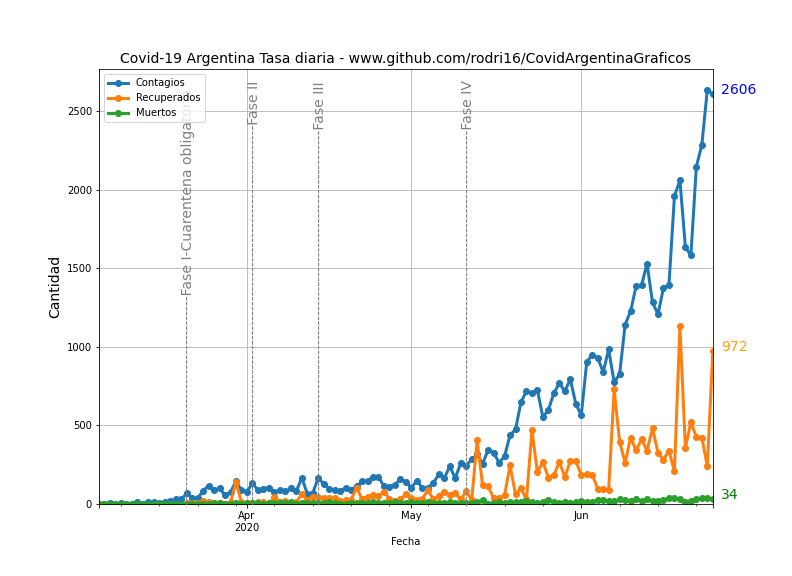 Covid-19 Argentina Tasa diaria - www.github.com/rodri16/CovidArgentinaGraficos
Contagios
Recuperados
Muertos
Fase I-Cuarentena obligatoria
Fase II
Fase III
Fase IV
2606
972
34
Cantidad
2500
2000
1500
1000
500
0
Apr
2020
May
Jun
Fecha